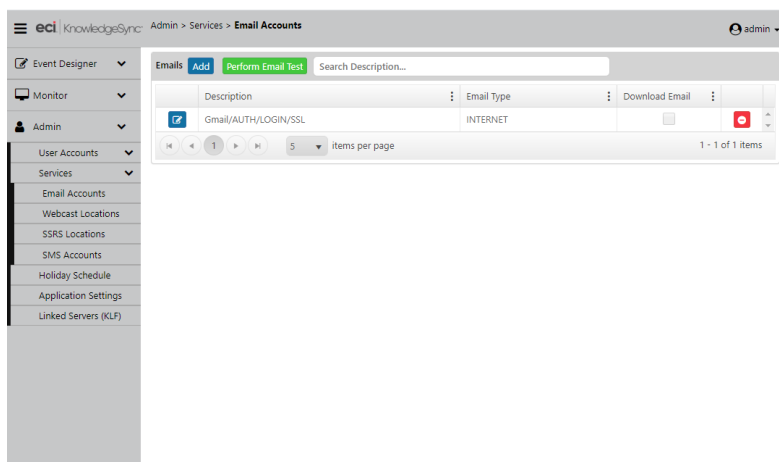 eci KnowledgeSync
Admin > Services > Email Accounts
admin
Event Designer
Monitor
Admin
User Accounts
Services
Email Accounts
Webcast Locations
SSRS Locations
SMS Accounts
Holiday Schedule
Application Settings
Linked Servers (KLF)
Emails Add Perform Email Test Search Description...
Description Email Type Download Email
Gmail/AUTH/LOGIN/SSL INTERNET
1 5 items per page 1 - 1 of 1 items